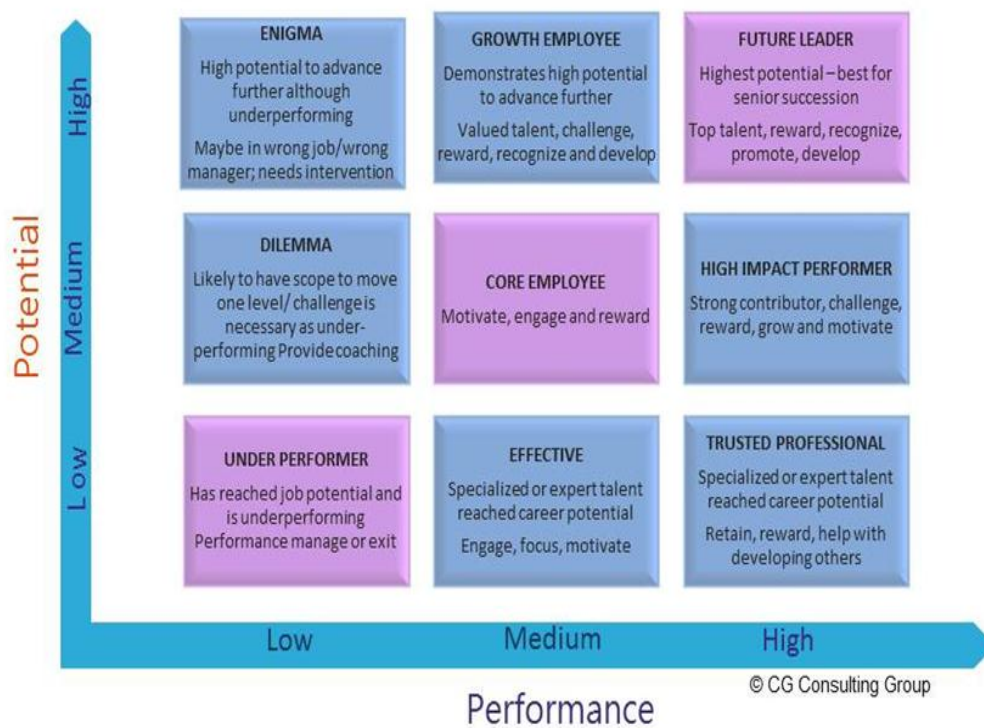 Potential
High
Medium
Low
ENIGMA
High potential to advance
further although
underperforming
Maybe in wrong job/wrong
manager; needs intervention
GROWTH EMPLOYEE
Demonstrates high potential
to advance further
Valued talent, challenge,
reward, recognize and develop
FUTURE LEADER
Highest potential – best for
senior succession
Top talent, reward, recognize,
promote, develop
DILEMMA
Likely to have scope to move
one level/ challenge is
necessary as under-
performing Provide coaching
CORE EMPLOYEE
Motivate, engage and reward
HIGH IMPACT PERFORMER
Strong contributor, challenge,
reward, grow and motivate
UNDER PERFORMER
Has reached job potential and
is underperforming
Performance manage or exit
EFFECTIVE
Specialized or expert talent
reached career potential
Engage, focus, motivate
TRUSTED PROFESSIONAL
Specialized or expert talent
reached career potential
Retain, reward, help with
developing others
Low
Medium
High
© CG Consulting Group
Performance